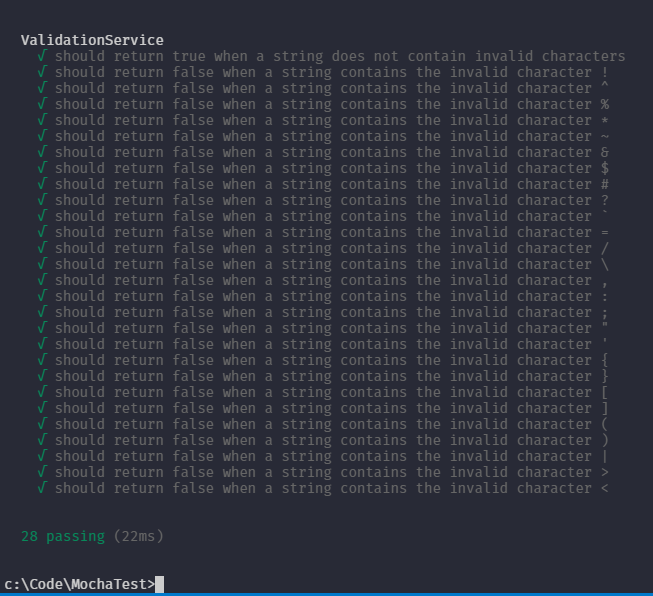 ValidationService
√ should return true when a string does not contain invalid characters
√ should return false when a string contains the invalid character !
√ should return false when a string contains the invalid character ^
√ should return false when a string contains the invalid character %
√ should return false when a string contains the invalid character *
√ should return false when a string contains the invalid character ~
√ should return false when a string contains the invalid character &
√ should return false when a string contains the invalid character $
√ should return false when a string contains the invalid character #
√ should return false when a string contains the invalid character ?
√ should return false when a string contains the invalid character `
√ should return false when a string contains the invalid character =
√ should return false when a string contains the invalid character /
√ should return false when a string contains the invalid character \
√ should return false when a string contains the invalid character ,
√ should return false when a string contains the invalid character :
√ should return false when a string contains the invalid character ;
√ should return false when a string contains the invalid character "
√ should return false when a string contains the invalid character '
√ should return false when a string contains the invalid character {
√ should return false when a string contains the invalid character }
√ should return false when a string contains the invalid character [
√ should return false when a string contains the invalid character ]
√ should return false when a string contains the invalid character (
√ should return false when a string contains the invalid character )
√ should return false when a string contains the invalid character |
√ should return false when a string contains the invalid character >
√ should return false when a string contains the invalid character <
28 passing (22ms)
c:\Code\MochaTest>